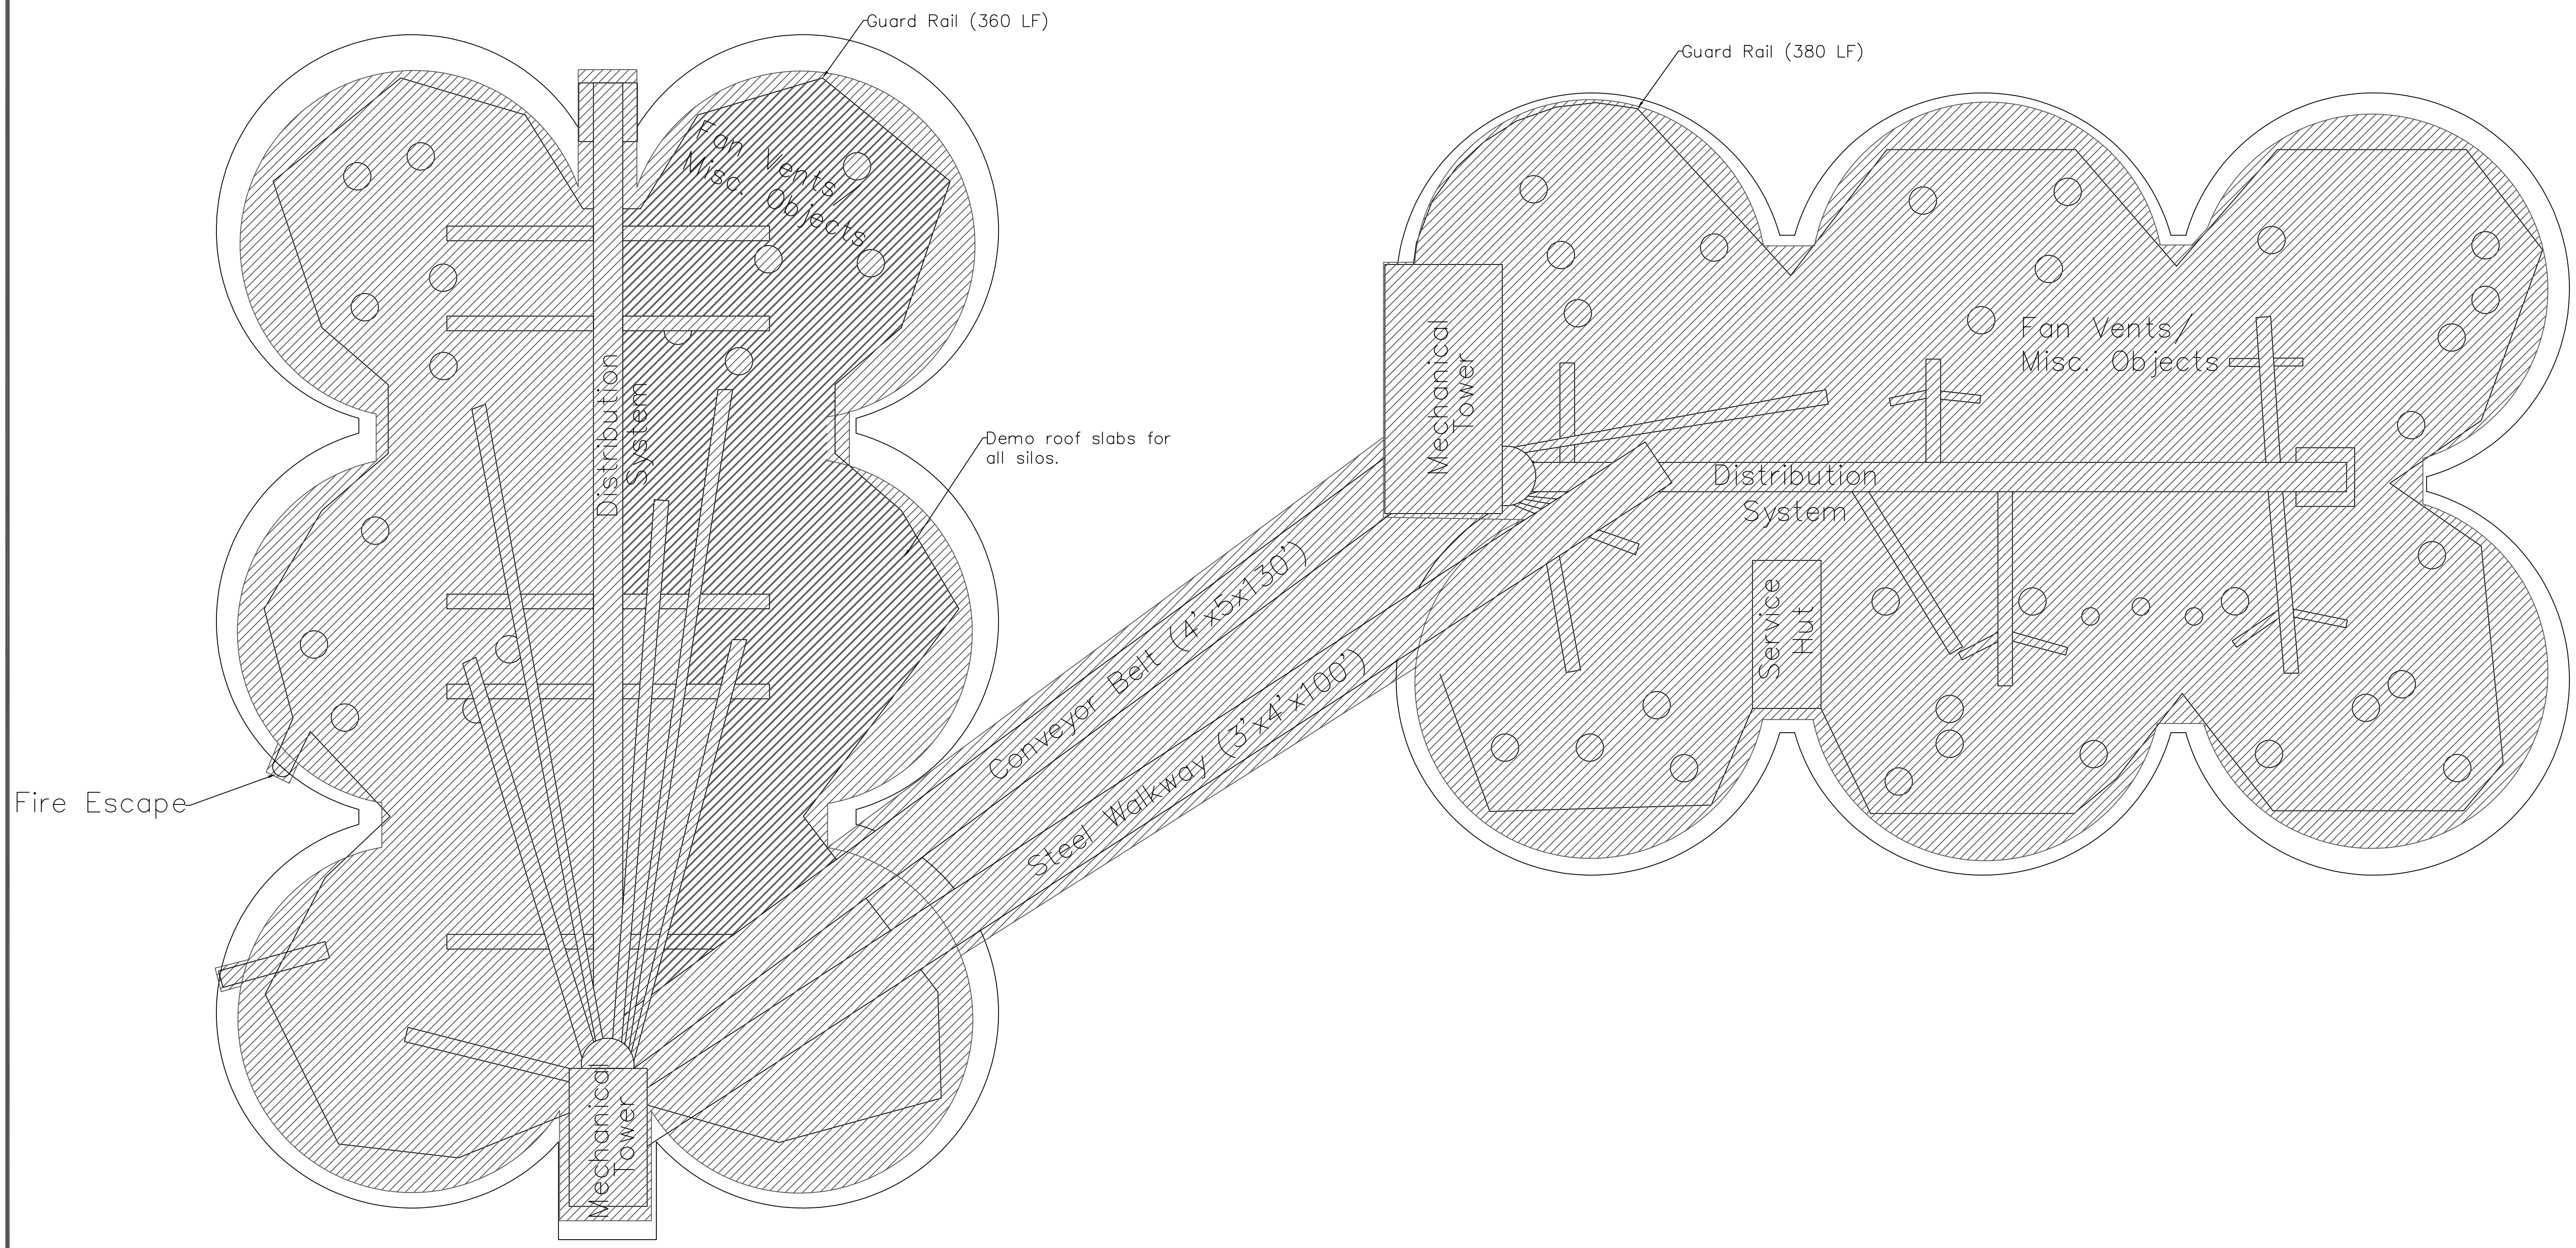 Guard Rail (360 LF)
Guard Rail (380 LF)
Fan Vents/
Misc. Objects
Distribution
System
Demo roof slabs for
all silos.
Fire Escape
Mechanical
Tower
Conveyor Belt (4'x5x130')
Steel Walkway (3'x4'x100')
Mechanical
Tower
Fan Vents/
Misc. Objects
Distribution
System
Service
Hut